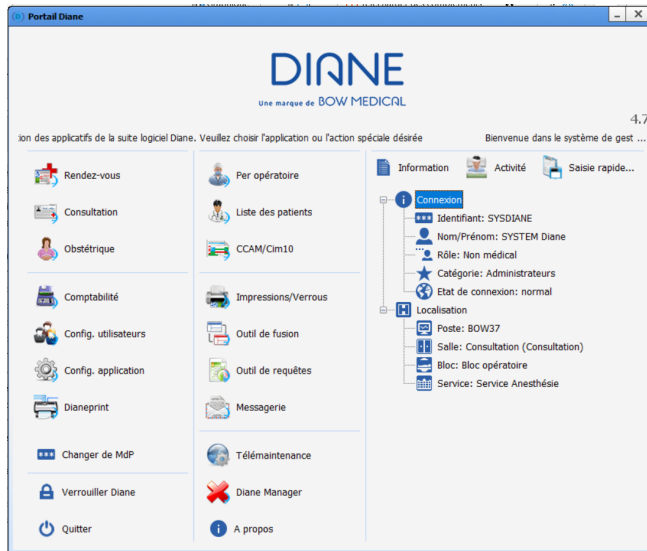 Portail Diane
DIANE
Une marque de BOW MEDICAL
4.7
ion des applicatifs de la suite logiciel Diane. Veuillez choisir l'application ou l'action spéciale désirée
Bienvenue dans le système de gest ...
Rendez-vous
Per opératoire
Consultation
Liste des patients
Obstétrique
CCAM/Cim10
Comptabilité
Impressions/Verrous
Config. utilisateurs
Outil de fusion
Config. application
Outil de requêtes
Dianeprint
Messagerie
Changer de MdP
Télémaintenance
Verrouiller Diane
Diane Manager
Quitter
A propos
Information Activité Saisie rapide...
Connexion
Identifiant: SYSDIANE
Nom/Prénom: SYSTEM Diane
Rôle: Non médical
Catégorie: Administrateurs
Etat de connexion: normal
Localisation
Poste: BOW37
Salle: Consultation (Consultation)
Bloc: Bloc opératoire
Service: Service Anesthésie